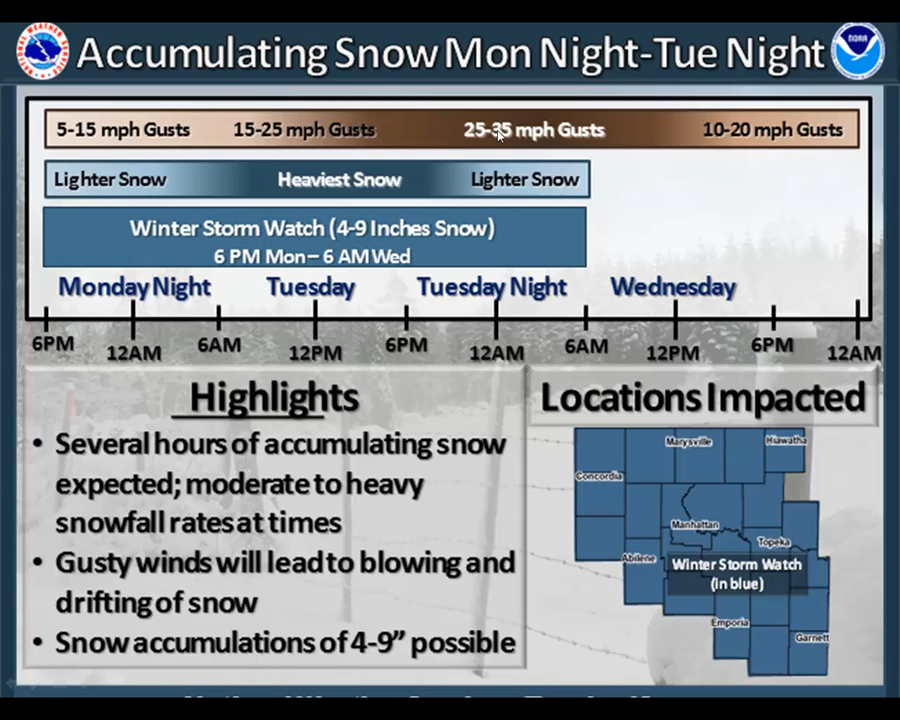 Accumulating Snow Mon Night-Tue Night
NOAA
5-15 mph Gusts 15-25 mph Gusts 25-35 mph Gusts 10-20 mph Gusts
Lighter Snow Heaviest Snow Lighter Snow
Winter Storm Watch (4-9 Inches Snow)
6 PM Mon – 6 AM Wed
Monday Night Tuesday Tuesday Night Wednesday
6PM 12AM 6AM 12PM 6PM 12AM 6AM 12PM 6PM 12AM
Highlights
• Several hours of accumulating snow
expected; moderate to heavy
snowfall rates at times
• Gusty winds will lead to blowing and
drifting of snow
• Snow accumulations of 4-9” possible
Locations Impacted
Marysville Hiawatha
Concordia
Manhattan
Topeka
Abilene
Winter Storm Watch
(in blue)
Emporia
Garnett